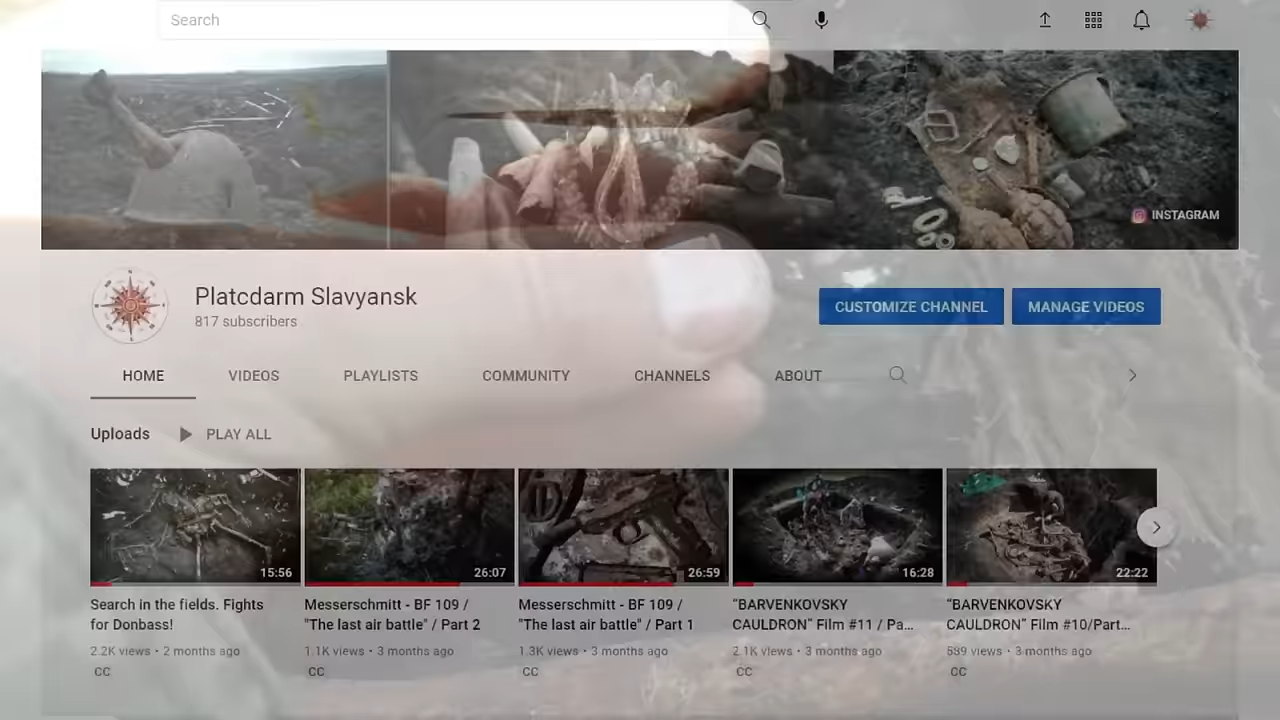 Search
INSTAGRAM
Platcdarm Slavyansk
817 subscribers
CUSTOMIZE CHANNEL
MANAGE VIDEOS
HOME
VIDEOS
PLAYLISTS
COMMUNITY
CHANNELS
ABOUT
Uploads
PLAY ALL
15:56
26:07
26:59
16:28
22:22
Search in the fields. Fights
for Donbass!
2.2K views • 2 months ago
CC
Messerschmitt - BF 109 /
"The last air battle" / Part 2
1.1K views • 3 months ago
CC
Messerschmitt - BF 109 /
"The last air battle" / Part 1
1.3K views • 3 months ago
CC
“BARVENKOVSKY
CAULDRON” Film #11 / Pa...
2.1K views • 3 months ago
CC
“BARVENKOVSKY
CAULDRON” Film #10/Part...
589 views • 3 months ago
CC